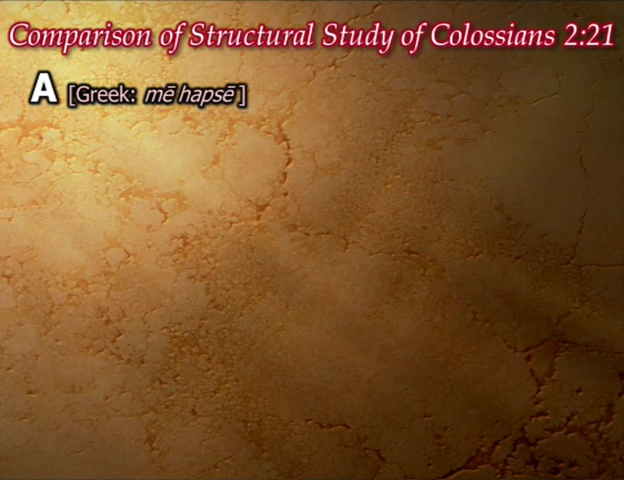 Comparison of Structural Study of Colossians 2:21
A [Greek: mē hapsē]